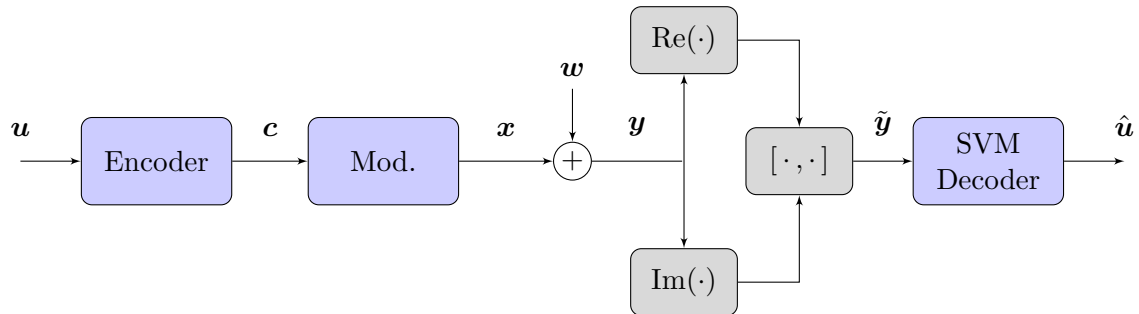 u
Encoder
c
Mod.
x
w
+
y
Re(·)
Im(·)
[·,·]
ỹ
SVM
Decoder
û